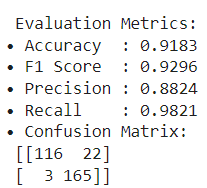 Evaluation Metrics:
• Accuracy  : 0.9183
• F1 Score  : 0.9296
• Precision : 0.8824
• Recall    : 0.9821
• Confusion Matrix:
[[116  22]
[  3 165]]